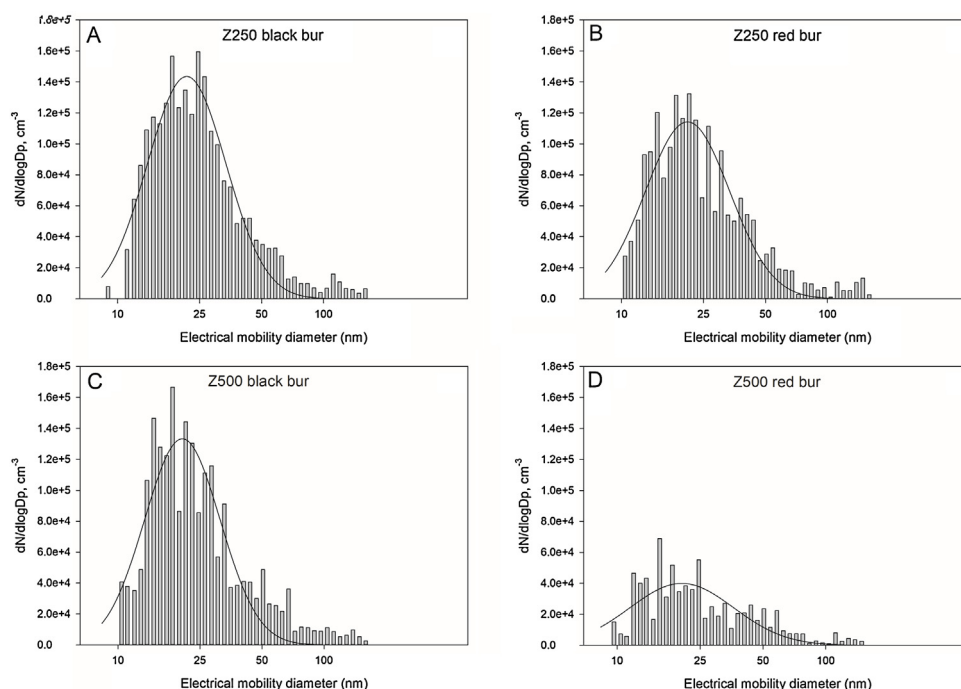 A
Z250 black bur
1.8e+5
1.6e+5
1.4e+5
1.2e+5
1.0e+5
8.0e+4
6.0e+4
4.0e+4
2.0e+4
0.0
dN/dlogDp, cm-3
10 25 50 100
Electrical mobility diameter (nm)
B
Z250 red bur
1.8e+5
1.6e+5
1.4e+5
1.2e+5
1.0e+5
8.0e+4
6.0e+4
4.0e+4
2.0e+4
0.0
dN/dlogDp, cm-3
10 25 50 100
Electrical mobility diameter (nm)
C
Z500 black bur
1.8e+5
1.6e+5
1.4e+5
1.2e+5
1.0e+5
8.0e+4
6.0e+4
4.0e+4
2.0e+4
0.0
dN/dlogDp, cm-3
10 25 50 100
Electrical mobility diameter (nm)
D
Z500 red bur
1.8e+5
1.6e+5
1.4e+5
1.2e+5
1.0e+5
8.0e+4
6.0e+4
4.0e+4
2.0e+4
0.0
dN/dlogDp, cm-3
10 25 50 100
Electrical mobility diameter (nm)